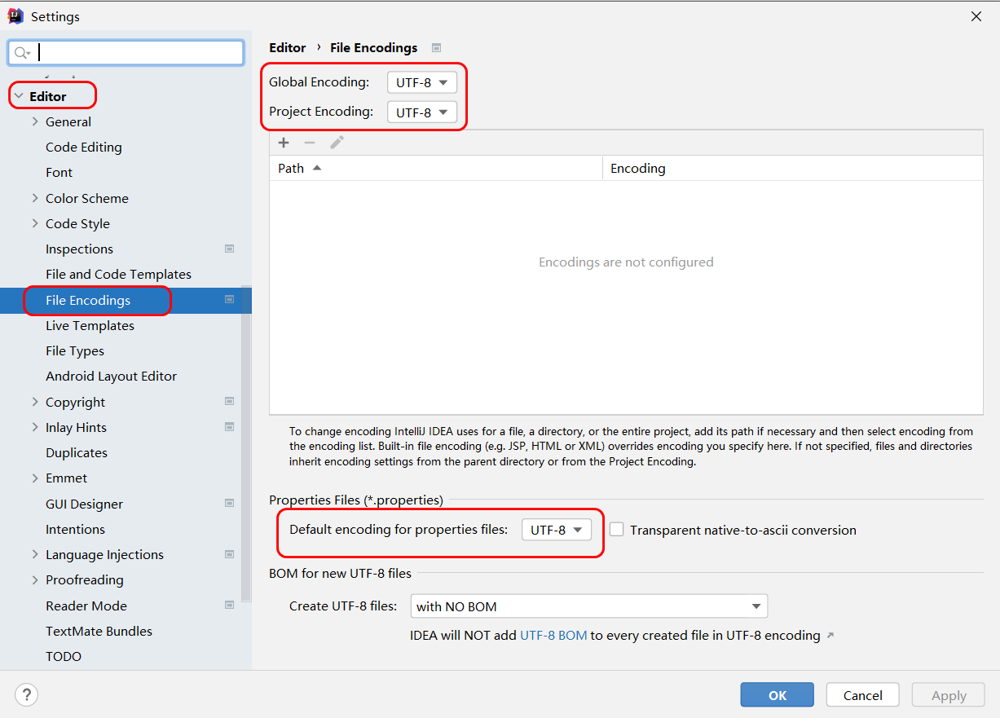 Settings
Editor
General
Code Editing
Font
Color Scheme
Code Style
Inspections
File and Code Templates
File Encodings
Live Templates
File Types
Android Layout Editor
Copyright
Inlay Hints
Duplicates
Emmet
GUI Designer
Intentions
Language Injections
Proofreading
Reader Mode
TextMate Bundles
TODO
Editor › File Encodings
Global Encoding: UTF-8
Project Encoding: UTF-8
Path Encoding
Encodings are not configured
To change encoding IntelliJ IDEA uses for a file, a directory, or the entire project, add its path if necessary and then select encoding from
the encoding list. Built-in file encoding (e.g. JSP, HTML or XML) overrides encoding you specify here. If not specified, files and directories
inherit encoding settings from the parent directory or from the Project Encoding.
Properties Files (*.properties)
Default encoding for properties files: UTF-8 Transparent native-to-ascii conversion
BOM for new UTF-8 files
Create UTF-8 files: with NO BOM
IDEA will NOT add UTF-8 BOM to every created file in UTF-8 encoding ↗
? OK Cancel Apply